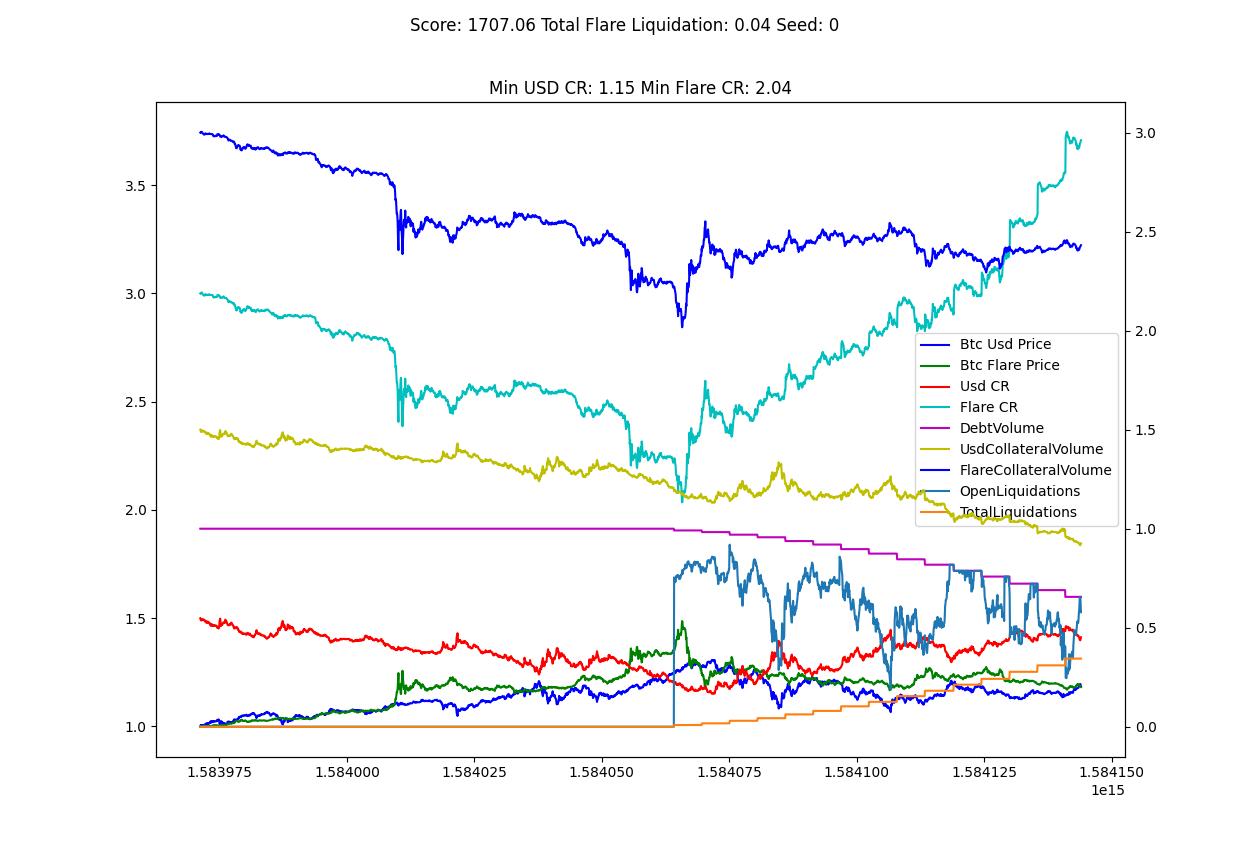 Score: 1707.06 Total Flare Liquidation: 0.04 Seed: 0
Min USD CR: 1.15 Min Flare CR: 2.04
3.5
3.0
2.5
2.0
1.5
1.0
3.0
2.5
2.0
1.5
1.0
0.5
0.0
Btc Usd Price
Btc Flare Price
Usd CR
Flare CR
DebtVolume
UsdCollateralVolume
FlareCollateralVolume
OpenLiquidations
TotalLiquidations
1.583975 1.584000 1.584025 1.584050 1.584075 1.584100 1.584125 1.584150
1e15